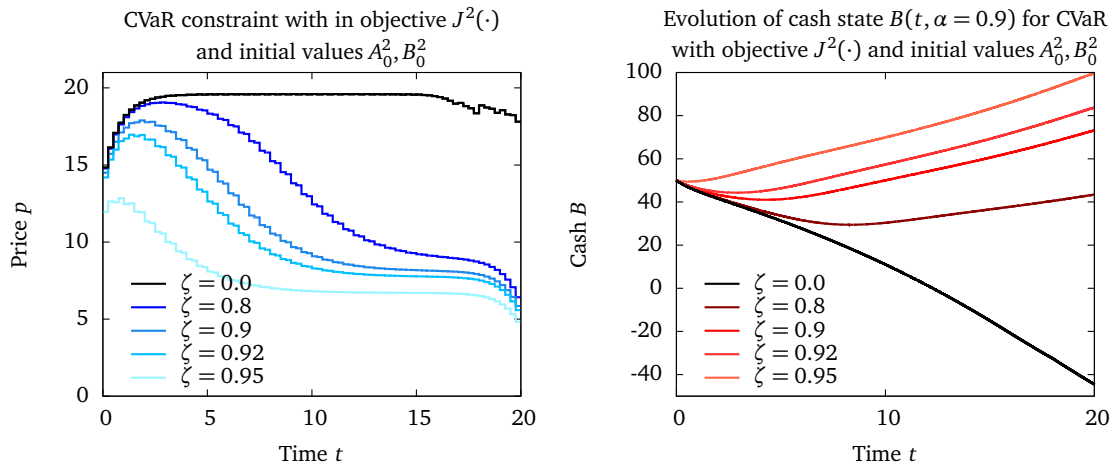 CVaR constraint with in objective J²(·)
and initial values A₀², B₀²
20
15
10
5
0
0
5
10
15
20
Price p
Time t
ζ = 0.0
ζ = 0.8
ζ = 0.9
ζ = 0.92
ζ = 0.95
Evolution of cash state B(t, α = 0.9) for CVaR
with objective J²(·) and initial values A₀², B₀²
100
80
60
40
20
0
-20
-40
0
10
20
Cash B
Time t
ζ = 0.0
ζ = 0.8
ζ = 0.9
ζ = 0.92
ζ = 0.95